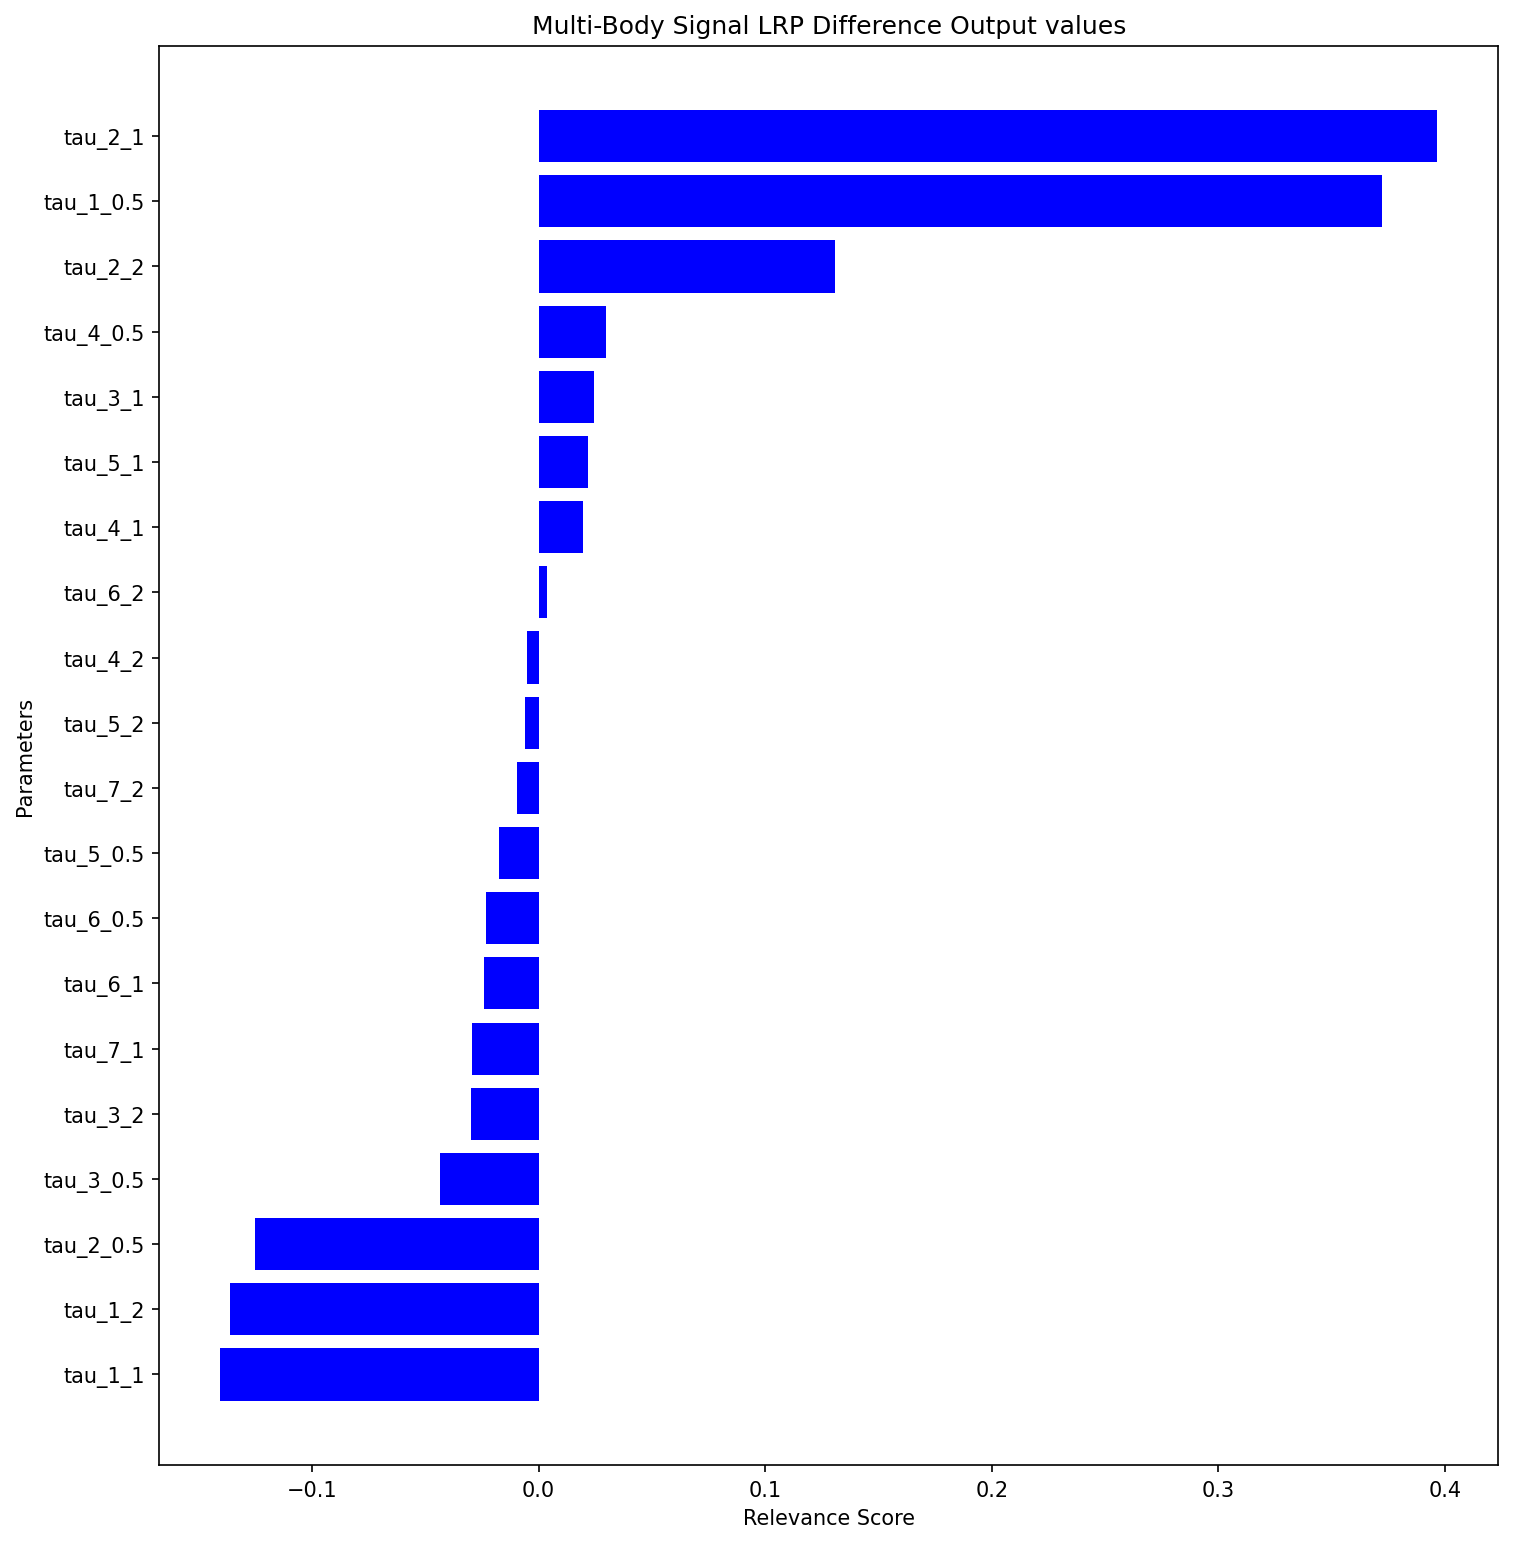 Multi-Body Signal LRP Difference Output values
tau_2_1
tau_1_0.5
tau_2_2
tau_4_0.5
tau_3_1
tau_5_1
tau_4_1
tau_6_2
tau_4_2
tau_5_2
tau_7_2
tau_5_0.5
tau_6_0.5
tau_6_1
tau_7_1
tau_3_2
tau_3_0.5
tau_2_0.5
tau_1_2
tau_1_1
Parameters
−0.1 0.0 0.1 0.2 0.3 0.4
Relevance Score